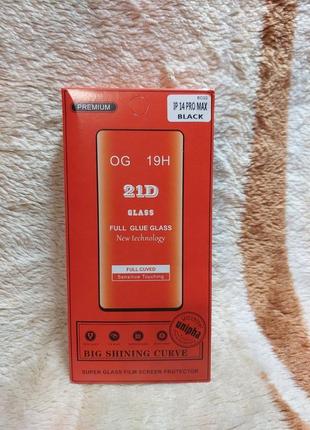 PREMIUM
IP 14 PRO MAX
BLACK
OG 19H
21D
GLASS
FULL GLUE GLASS
New technology
FULL CUVED
Sensitive Touching
unipha
BIG SHINING CURVE
SUPER GLASS FILM SCREEN PROTECTOR